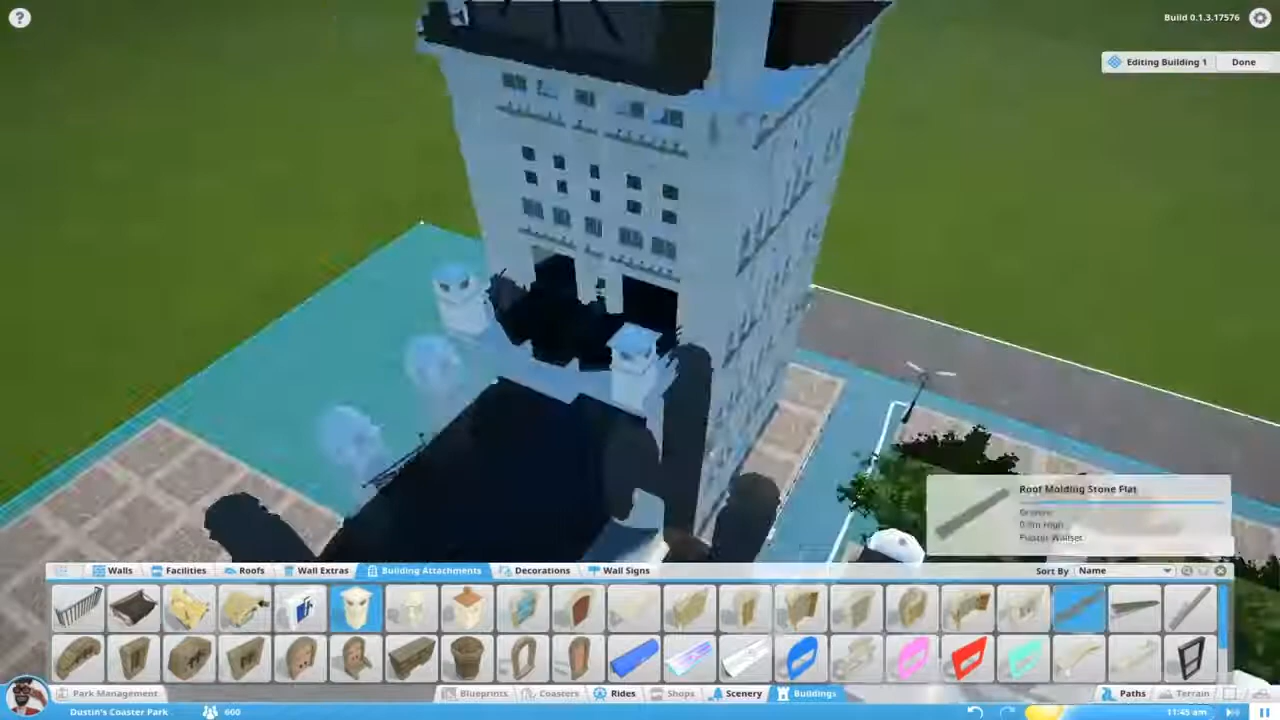 ?
Build 0.1.3.17576
Editing Building 1 Done
Roof Molding Stone Flat
Walls Facilities Roofs Wall Extras Building Attachments Decorations Wall Signs Sort By Name
Park Management Blueprints Coasters Rides Shops Scenery Buildings Paths Terrain
Dustin's Coaster Park 600 11:45 am